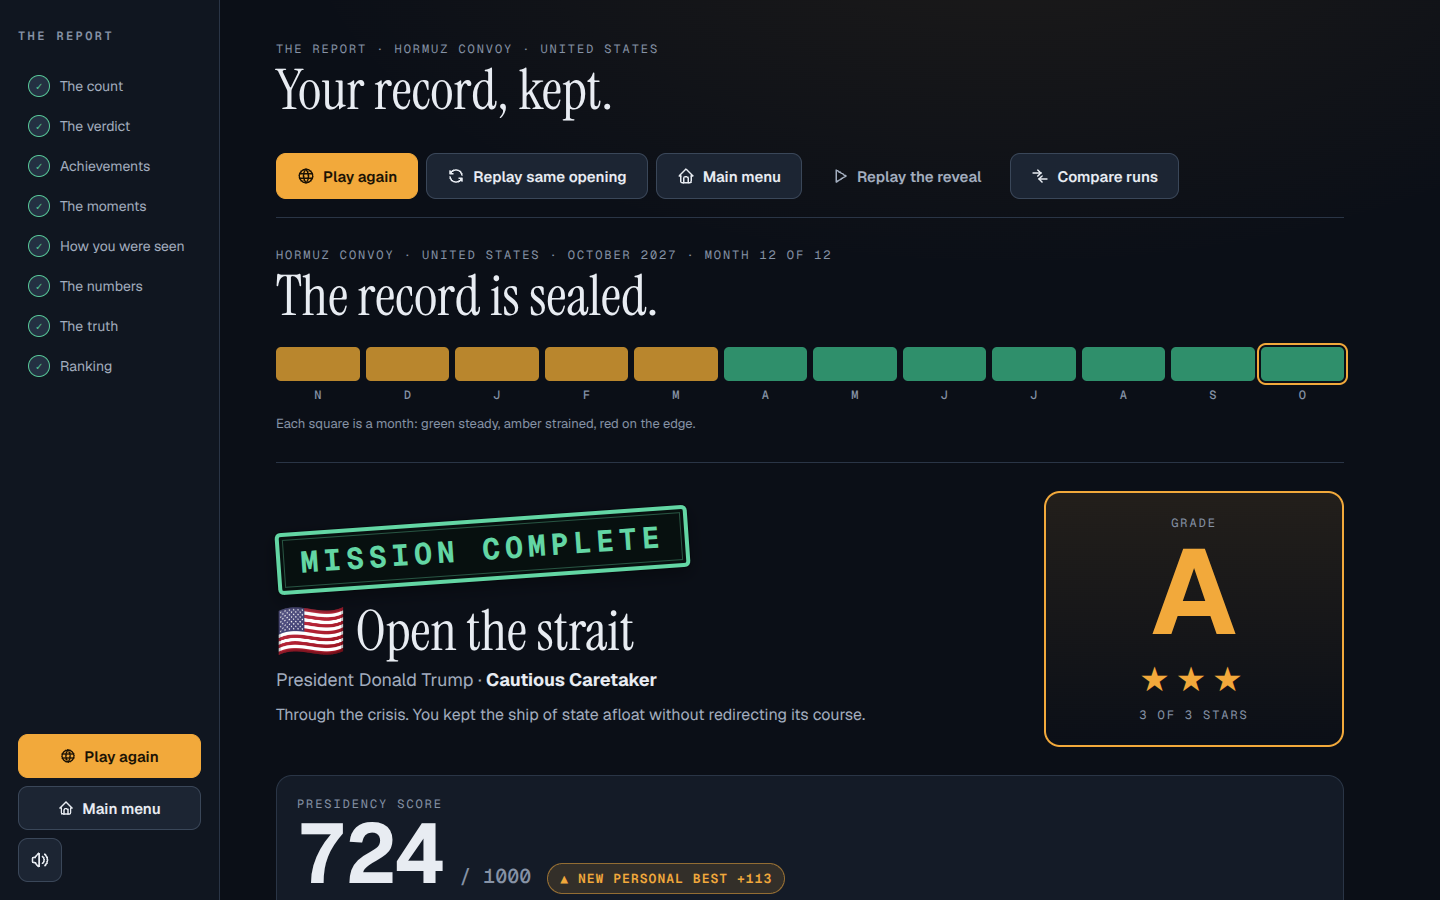 THE REPORT
The count
The verdict
Achievements
The moments
How you were seen
The numbers
The truth
Ranking
Play again
Main menu
THE REPORT · HORMUZ CONVOY · UNITED STATES
Your record, kept.
Play again
Replay same opening
Main menu
Replay the reveal
Compare runs
HORMUZ CONVOY · UNITED STATES · OCTOBER 2027 · MONTH 12 OF 12
The record is sealed.
N D J F M A M J J A S O
Each square is a month: green steady, amber strained, red on the edge.
MISSION COMPLETE
Open the strait
President Donald Trump · Cautious Caretaker
Through the crisis. You kept the ship of state afloat without redirecting its course.
GRADE
A
★ ★ ★
3 OF 3 STARS
PRESIDENCY SCORE
724 / 1000 ▲ NEW PERSONAL BEST +113